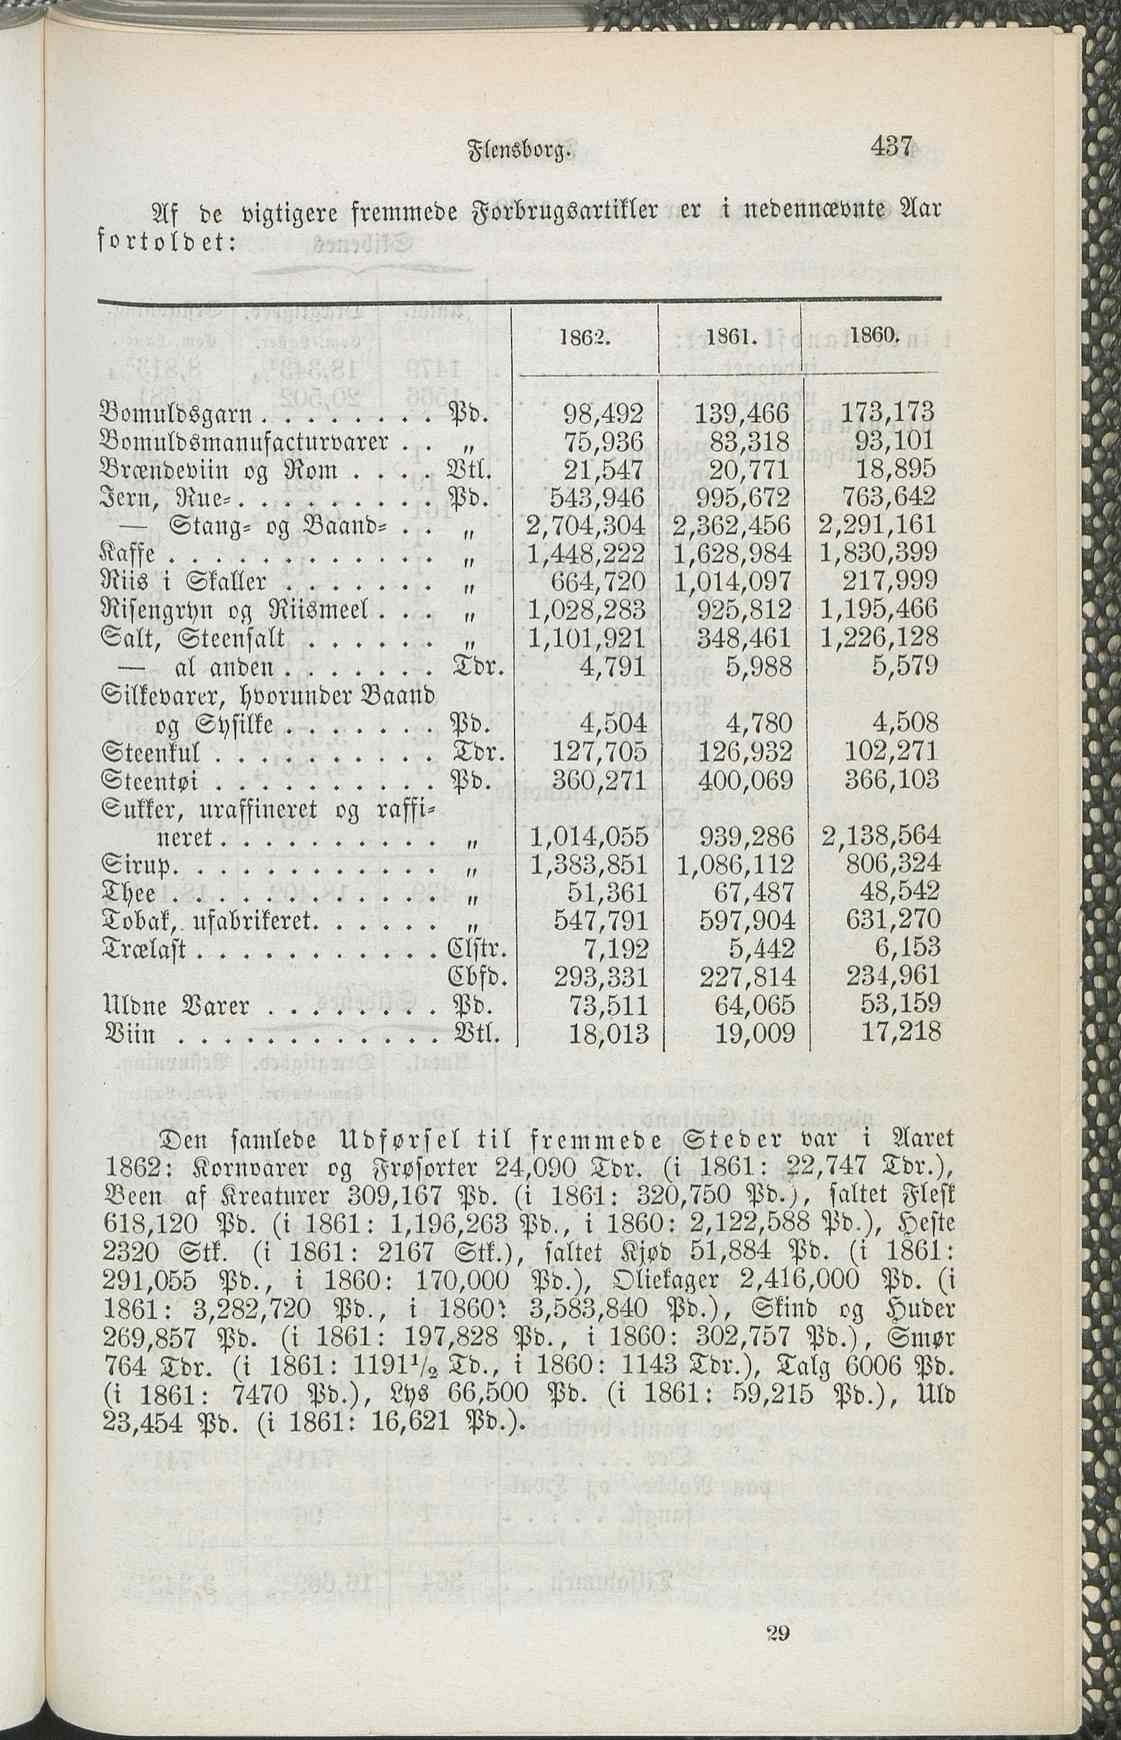 Flensborg. 437
Af de vigtigere fremmede Forbrugsartikler er i nedennævnte Aar
fortoldet:
1862. 1861. 1860.
Bomuldsgarn . . . . . . . . Pd. 98,492 139,466 173,173
Bomuldsmanufacturvarer . . „ 75,936 83,318 93,101
Brændeviin og Rom . . . . Vtl. 21,547 20,771 18,895
Jern, Rue- . . . . . . . . . Pd. 543,946 995,672 763,642
— Stang- og Baand- . . „ 2,704,304 2,362,456 2,291,161
Kaffe . . . . . . . . . . . . „ 1,448,222 1,628,984 1,830,399
Riis i Skaller . . . . . . . „ 664,720 1,014,097 217,999
Risengryn og Riismeel . . . „ 1,028,283 925,812 1,195,466
Salt, Steensalt . . . . . . „ 1,101,921 348,461 1,226,128
— al anden . . . . . . . Tdr. 4,791 5,988 5,579
Silkevarer, hvorunder Baand
og Sysilke . . . . . . . Pd. 4,504 4,780 4,508
Steenkul . . . . . . . . . . Tdr. 127,705 126,932 102,271
Steentøi . . . . . . . . . . Pd. 360,271 400,069 366,103
Sukker, uraffineret og raffi-
neret . . . . . . . . . . „ 1,014,055 939,286 2,138,564
Sirup. . . . . . . . . . . . „ 1,383,851 1,086,112 806,324
Thee . . . . . . . . . . . . „ 51,361 67,487 48,542
Tobak, ufabrikeret. . . . . . „ 547,791 597,904 631,270
Trælast . . . . . . . . . . . Clstr. 7,192 5,442 6,153
Cbfd. 293,331 227,814 234,961
Uldne Varer . . . . . . . . Pd. 73,511 64,065 53,159
Viin . . . . . . . . . . . . Vtl. 18,013 19,009 17,218
Den samlede Udførsel til fremmede Steder var i Aaret
1862: Kornvarer og Frøsorter 24,090 Tdr. (i 1861: 22,747 Tdr.),
Been af Kreaturer 309,167 Pd. (i 1861: 320,750 Pd.), saltet Flesk
618,120 Pd. (i 1861: 1,196,263 Pd., i 1860: 2,122,588 Pd.), Heste
2320 Stk. (i 1861: 2167 Stk.), saltet Kjød 51,884 Pd. (i 1861:
291,055 Pd., i 1860: 170,000 Pd.), Oliekager 2,416,000 Pd. (i
1861: 3,282,720 Pd., i 1860: 3,583,840 Pd.), Skind og Huder
269,857 Pd. (i 1861: 197,828 Pd., i 1860: 302,757 Pd.), Smør
764 Tdr. (i 1861: 1191½ Td., i 1860: 1143 Tdr.), Talg 6006 Pd.
(i 1861: 7470 Pd.), Lys 66,500 Pd. (i 1861: 59,215 Pd.), Uld
23,454 Pd. (i 1861: 16,621 Pd.).
29